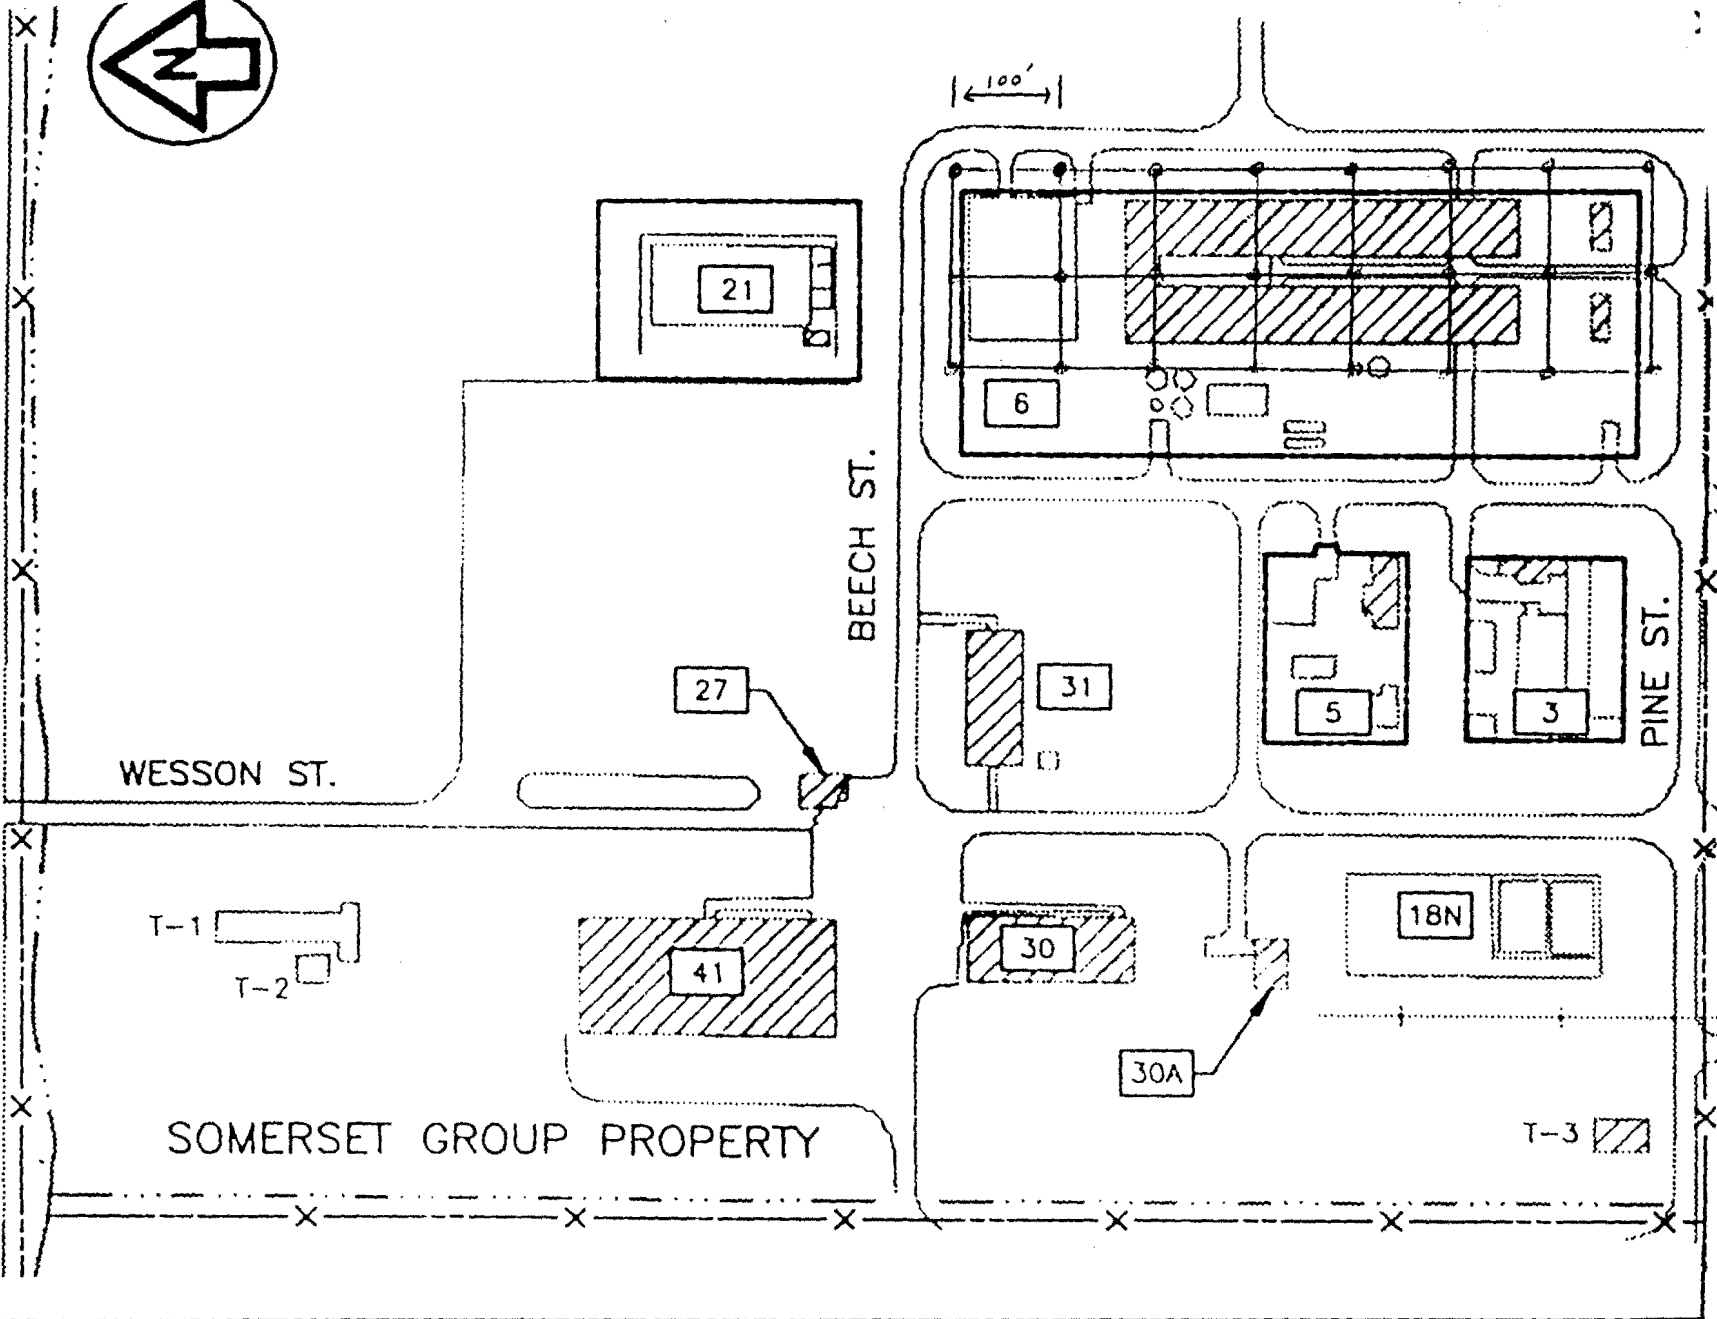 N
100'
21
6
BEECH ST.
27
31
5
3
PINE ST.
WESSON ST.
T-1
T-2
41
30
18N
30A
SOMERSET GROUP PROPERTY
T-3